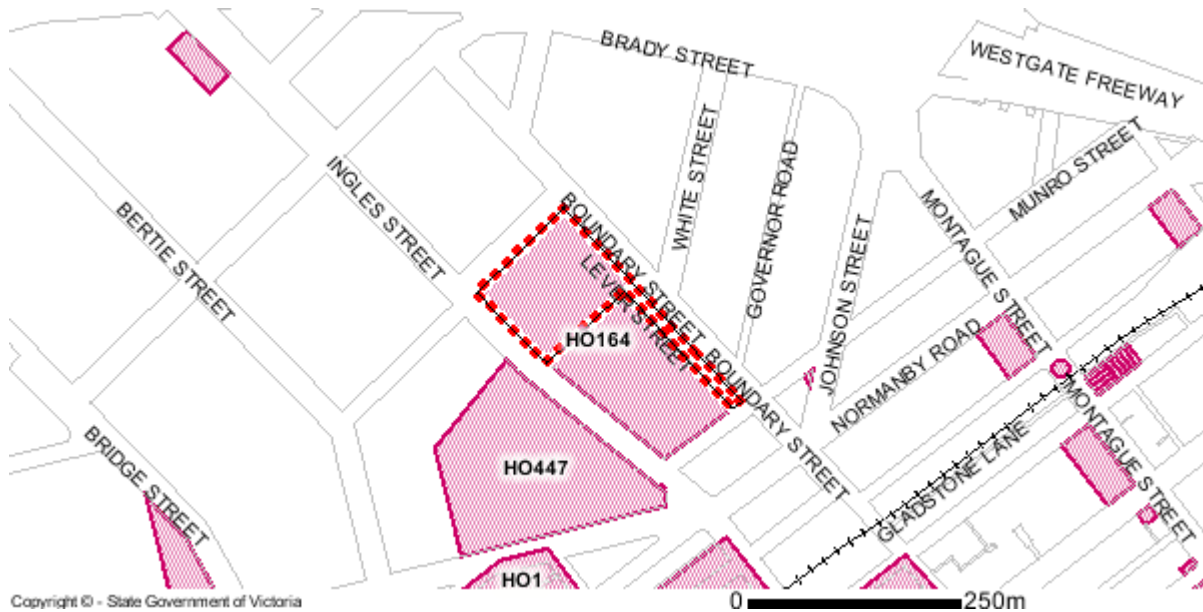 BRADY STREET
WESTGATE FREEWAY
MUNRO STREET
WHITE STREET
GOVERNOR ROAD
INGLES STREET
BERTIE STREET
BOUNDARY STREET
MONTAGUE STREET
JOHNSON STREET
LEVER STREET
HO164
NORMANBY ROAD
BOUNDARY STREET
MONTAGUE STREET
BRIDGE STREET
HO447
GLADSTONE LANE
HO1
Copyright © - State Government of Victoria
0
250m